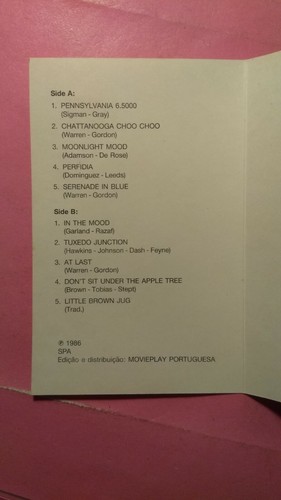 Side A:
1. PENNSYLVANIA 6.5000
(Sigman - Gray)
2. CHATTANOOGA CHOO CHOO
(Warren - Gordon)
3. MOONLIGHT MOOD
(Adamson - De Rose)
4. PERFIDIA
(Dominguez - Leeds)
5. SERENADE IN BLUE
(Warren - Gordon)
Side B:
1. IN THE MOOD
(Garland - Razaf)
2. TUXEDO JUNCTION
(Hawkins - Johnson - Dash - Feyne)
3. AT LAST
(Warren - Gordon)
4. DON'T SIT UNDER THE APPLE TREE
(Brown - Tobias - Stept)
5. LITTLE BROWN JUG
(Trad.)
℗ 1986
SPA
Edição e distribuição: MOVIEPLAY PORTUGUESA